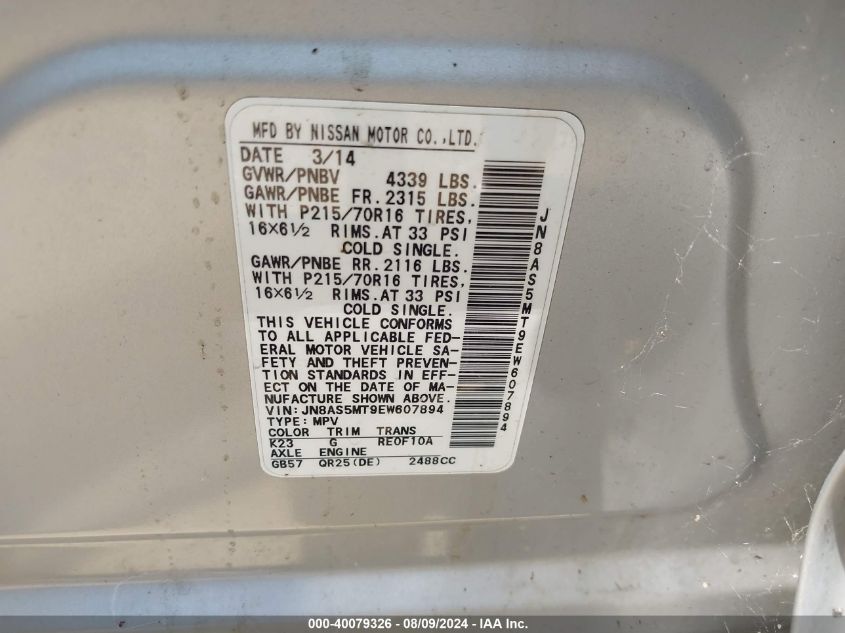 MFD BY NISSAN MOTOR CO.,LTD.
DATE 3/14
GVWR/PNBV 4339 LBS.
GAWR/PNBE FR. 2315 LBS.
WITH P215/70R16 TIRES,
16X6½ RIMS.AT 33 PSI
COLD SINGLE.
GAWR/PNBE RR. 2116 LBS.
WITH P215/70R16 TIRES,
16X6½ RIMS.AT 33 PSI
COLD SINGLE.
THIS VEHICLE CONFORMS
TO ALL APPLICABLE FED-
ERAL MOTOR VEHICLE SA-
FETY AND THEFT PREVEN-
TION STANDARDS IN EFF-
ECT ON THE DATE OF MA-
NUFACTURE SHOWN ABOVE.
VIN: JN8AS5MT9EW607894
TYPE: MPV
COLOR TRIM TRANS
K23 G RE0F10A
AXLE ENGINE
GB57 QR25(DE) 2488CC
JN8AS5MT9EW607894
000-40079326 - 08/09/2024 - IAA Inc.